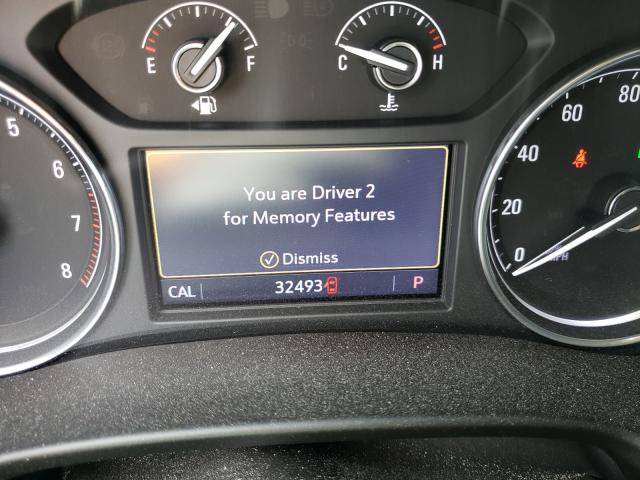 E F
C H
5
6
7
8
You are Driver 2
for Memory Features
Dismiss
CAL 32493 P
0
20
40
60
80
MPH